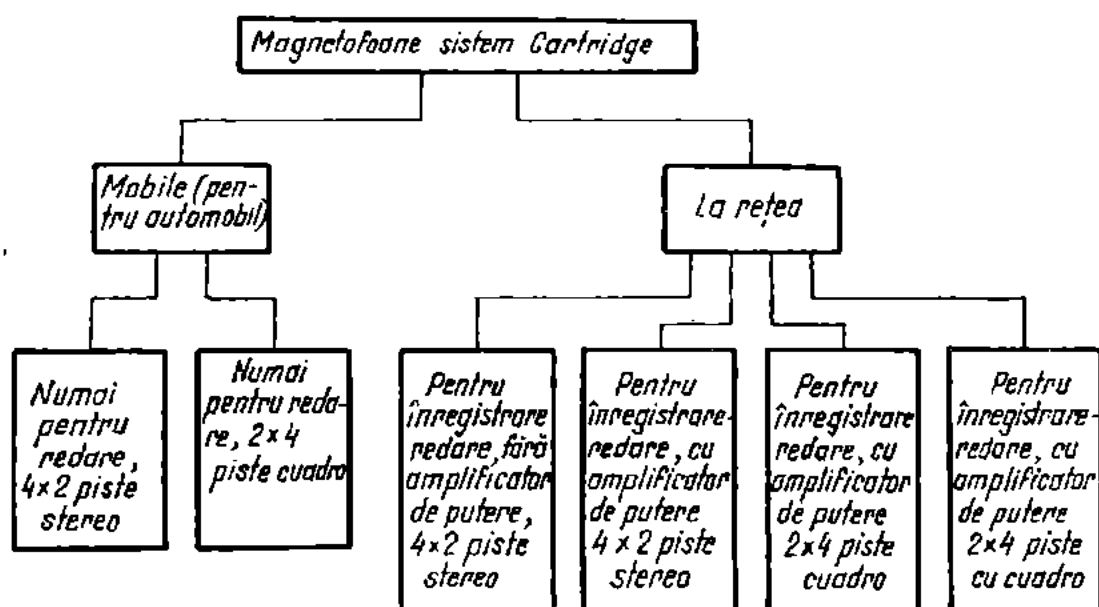 Magnetofoane sistem Cartridge
Mobile (pen-
tru automobil)
La rețea
Numai
pentru
redare,
4×2 piste
stereo
Numai
pentru reda-
re, 2×4
piste cuadro
Pentru
înregistrare
redare, fără
amplificator
de putere,
4×2 piste
stereo
Pentru
înregistrare-
redare, cu
amplificator
de putere
4×2 piste
stereo
Pentru
înregistrare
redare, cu
amplificator
de putere
2×4 piste
cuadro
Pentru
înregistrare-
redare, cu
amplificator
de putere
2×4 piste
cu cuadro